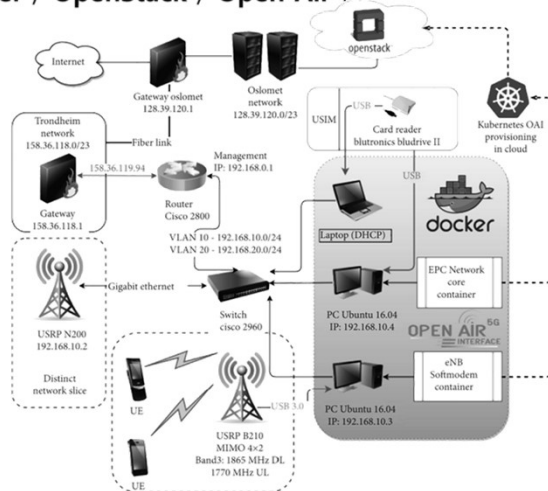 Openstack / Open Air
Internet
Gateway oslomet
128.39.120.1
Oslomet
network
128.39.120.0/23
openstack
Kubernetes OAI
provisioning
in cloud
USIM
USB
Card reader
blutronics bludrive II
USB
Trondheim
network
158.36.118.0/23
Fiber link
158.36.119.94
Gateway
158.36.118.1
Management
IP: 192.168.0.1
Router
Cisco 2800
VLAN 10 - 192.168.10.0/24
VLAN 20 - 192.168.20.0/24
Laptop (DHCP)
docker
Gigabit ethernet
Switch
cisco 2960
USRP N200
192.168.10.2
Distinct
network slice
PC Ubuntu 16.04
IP: 192.168.10.4
EPC Network
core
container
OPEN AIR 5G
INTERFACE
eNB
Softmodem
container
PC Ubuntu 16.04
IP: 192.168.10.3
USB 3.0
UE
UE
USRP B210
MIMO 4×2
Band3: 1865 MHz DL
1770 MHz UL